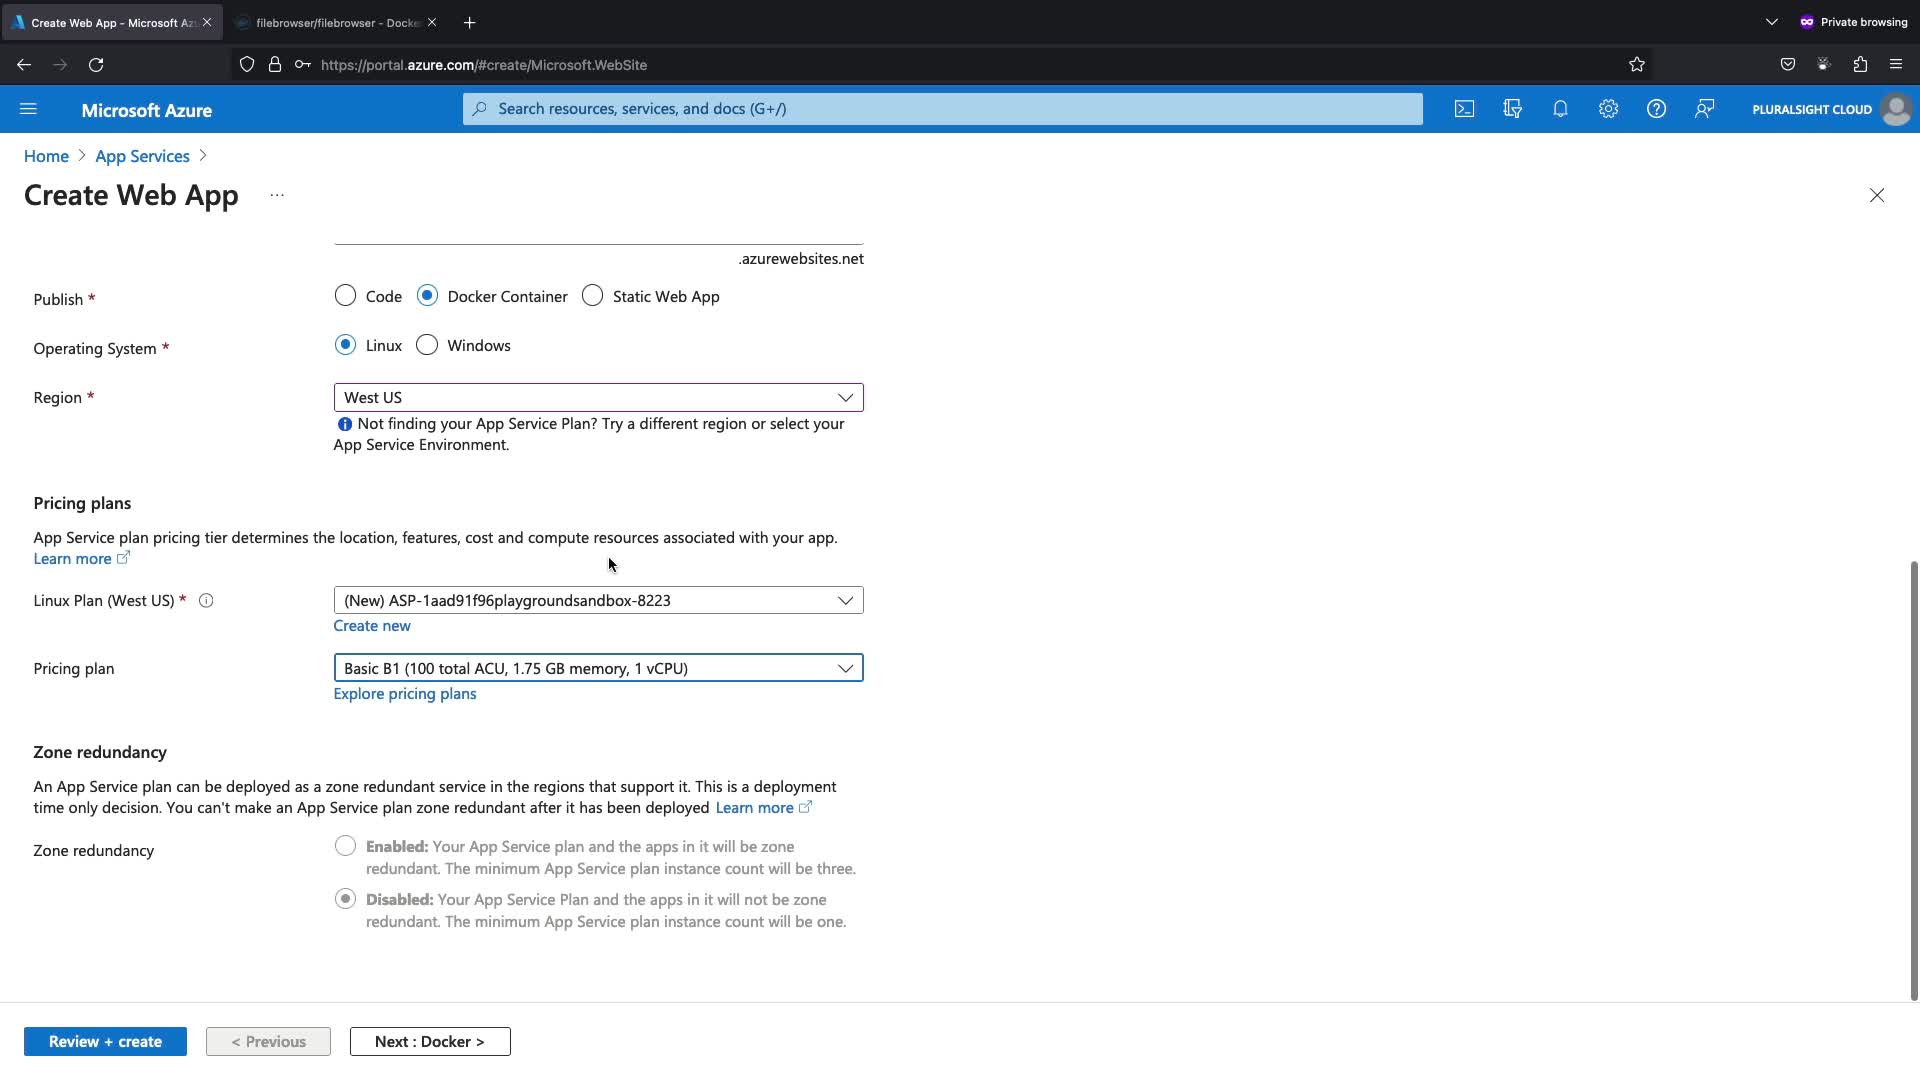 Create Web App - Microsoft Az
filebrowser/filebrowser - Docke
Private browsing
https://portal.azure.com/#create/Microsoft.WebSite
Microsoft Azure
Search resources, services, and docs (G+/)
PLURALSIGHT CLOUD
Home > App Services >
Create Web App ...
.azurewebsites.net
Publish *
Code
Docker Container
Static Web App
Operating System *
Linux
Windows
Region *
West US
Not finding your App Service Plan? Try a different region or select your
App Service Environment.
Pricing plans
App Service plan pricing tier determines the location, features, cost and compute resources associated with your app.
Learn more
Linux Plan (West US) *
(New) ASP-1aad91f96playgroundsandbox-8223
Create new
Pricing plan
Basic B1 (100 total ACU, 1.75 GB memory, 1 vCPU)
Explore pricing plans
Zone redundancy
An App Service plan can be deployed as a zone redundant service in the regions that support it. This is a deployment
time only decision. You can't make an App Service plan zone redundant after it has been deployed Learn more
Zone redundancy
Enabled: Your App Service plan and the apps in it will be zone
redundant. The minimum App Service plan instance count will be three.
Disabled: Your App Service Plan and the apps in it will not be zone
redundant. The minimum App Service plan instance count will be one.
Review + create
< Previous
Next : Docker >